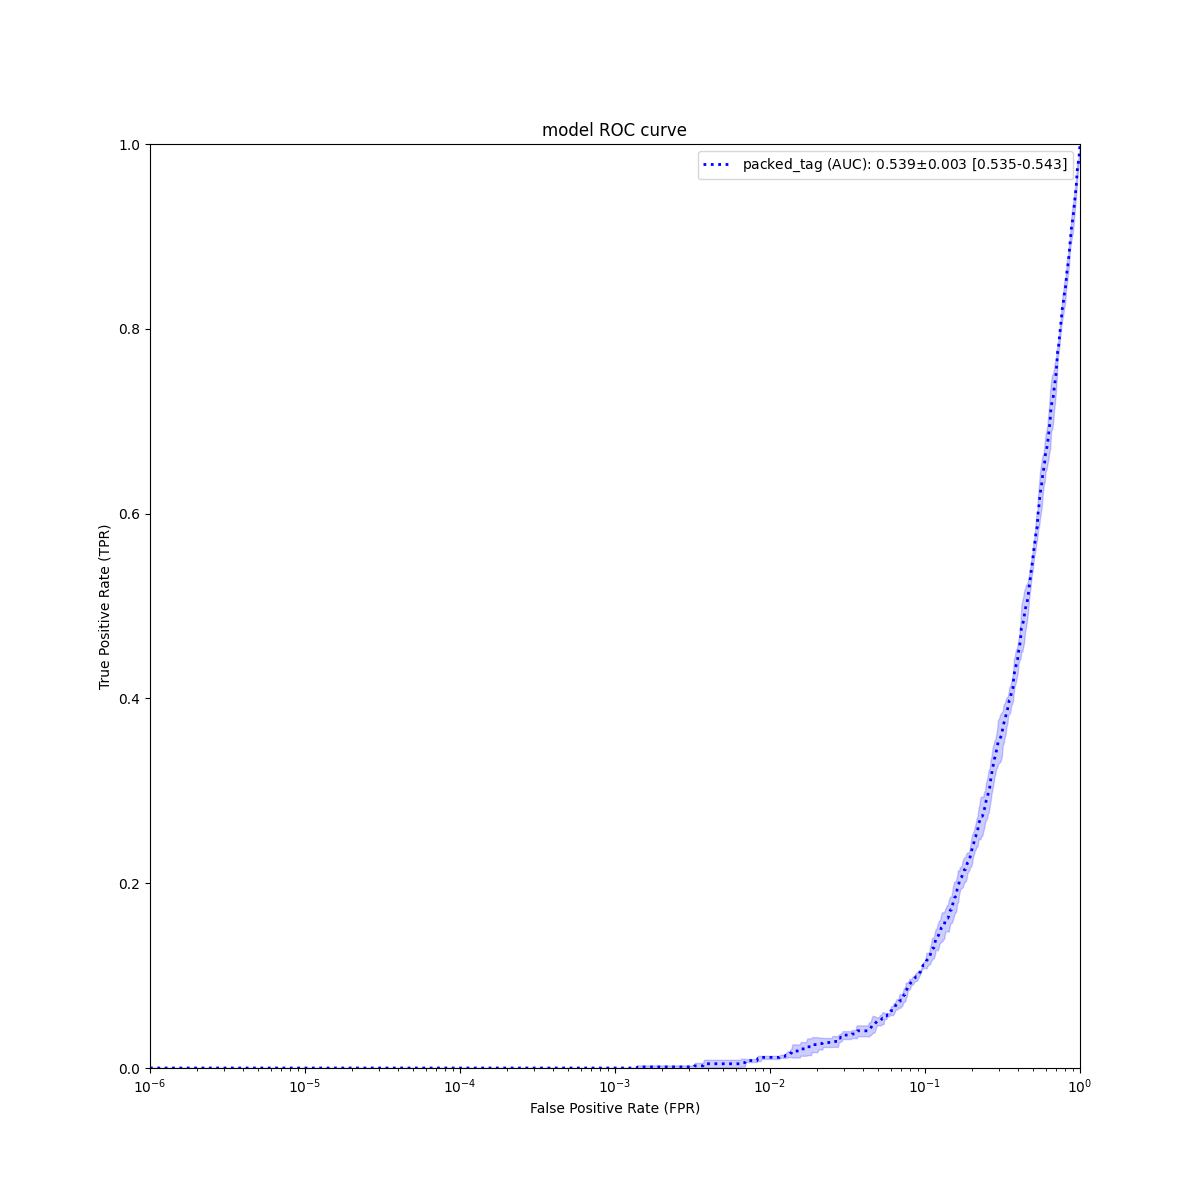 model ROC curve
packed_tag (AUC): 0.539±0.003 [0.535-0.543]
1.0
0.8
0.6
0.4
0.2
0.0
True Positive Rate (TPR)
10⁻⁶ 10⁻⁵ 10⁻⁴ 10⁻³ 10⁻² 10⁻¹ 10⁰
False Positive Rate (FPR)